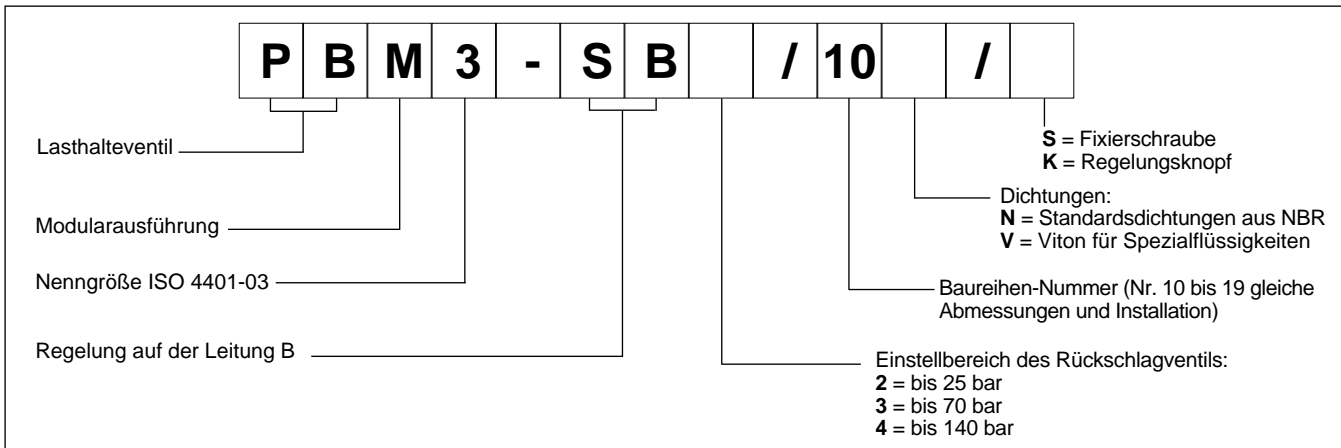 PBM3-SB /10 /
Lasthalteventil
Modularausführung
Nenngröße ISO 4401-03
Regelung auf der Leitung B
S = Fixierschraube
K = Regelungsknopf
Dichtungen:
N = Standardsdichtungen aus NBR
V = Viton für Spezialflüssigkeiten
Baureihen-Nummer (Nr. 10 bis 19 gleiche
Abmessungen und Installation)
Einstellbereich des Rückschlagventils:
2 = bis 25 bar
3 = bis 70 bar
4 = bis 140 bar